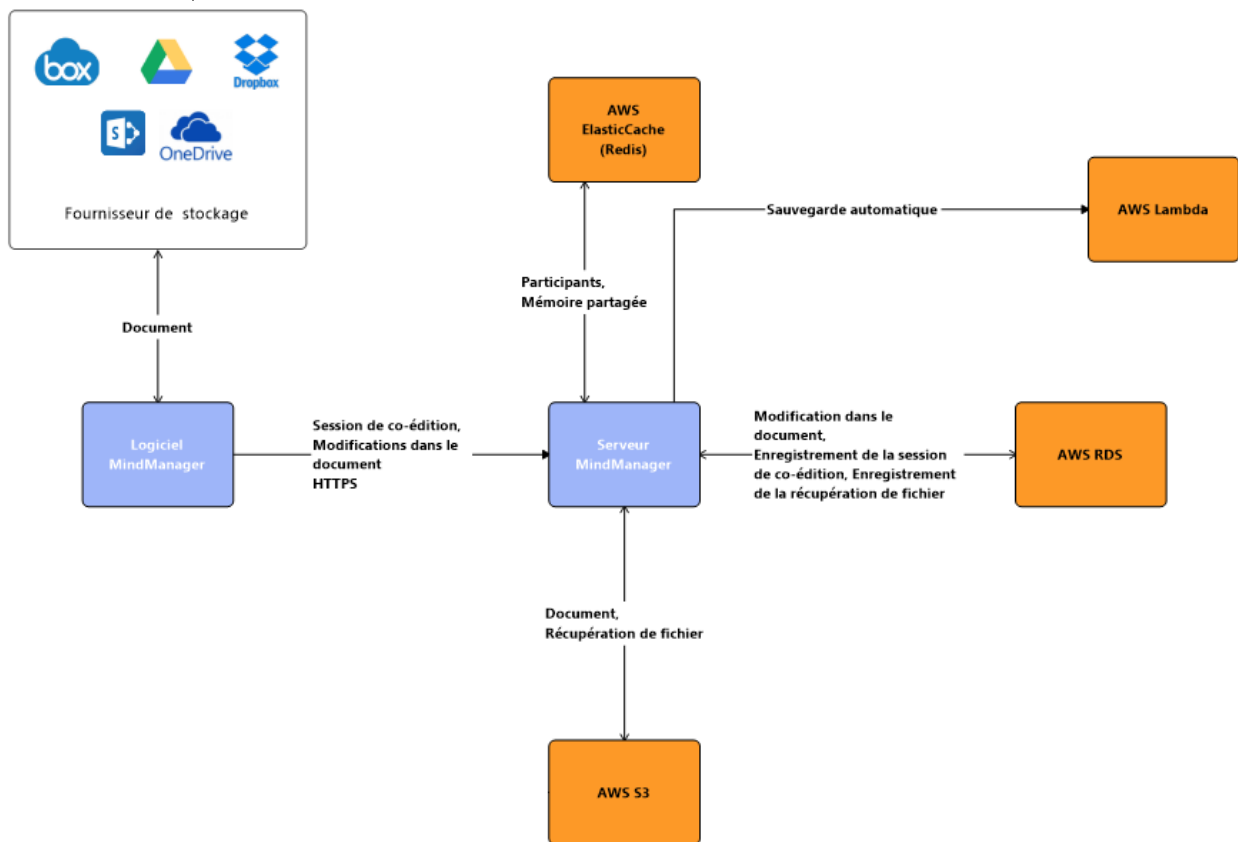 box
Dropbox
S
OneDrive
Fournisseur de stockage
AWS
ElasticCache
(Redis)
Sauvegarde automatique
AWS Lambda
Participants,
Mémoire partagée
Document
Logiciel
MindManager
Session de co-édition,
Modifications dans le
document
HTTPS
Serveur
MindManager
Modification dans le
document,
Enregistrement de la session
de co-édition, Enregistrement
de la récupération de fichier
AWS RDS
Document,
Récupération de fichier
AWS S3